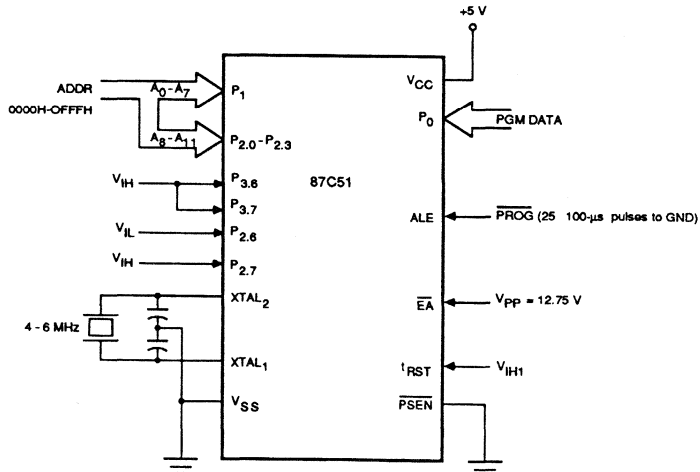 +5 V
ADDR
0000H-OFFFH
A0-A7
A8-A11
P1
P2.0-P2.3
VCC
P0
PGM DATA
87C51
VIH
P3.6
P3.7
VIL
P2.6
VIH
P2.7
ALE
PROG (25 100-µs pulses to GND)
XTAL2
4 - 6 MHz
XTAL1
EA
VPP = 12.75 V
tRST
VIH1
VSS
PSEN